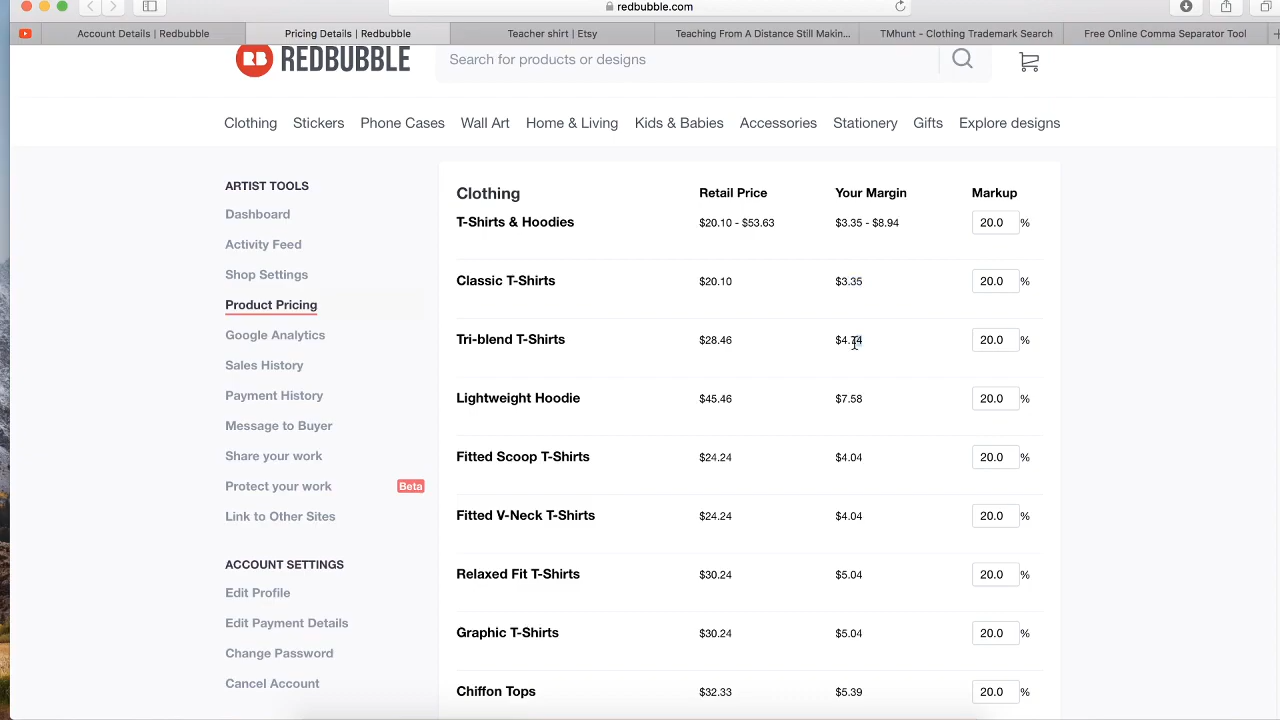 redbubble.com
Account Details | Redbubble
Pricing Details | Redbubble
Teacher shirt | Etsy
Teaching From A Distance Still Makin...
TMhunt - Clothing Trademark Search
Free Online Comma Separator Tool
RB REDBUBBLE
Search for products or designs
Clothing Stickers Phone Cases Wall Art Home & Living Kids & Babies Accessories Stationery Gifts Explore designs
ARTIST TOOLS
Dashboard
Activity Feed
Shop Settings
Product Pricing
Google Analytics
Sales History
Payment History
Message to Buyer
Share your work
Protect your work Beta
Link to Other Sites
ACCOUNT SETTINGS
Edit Profile
Edit Payment Details
Change Password
Cancel Account
Clothing Retail Price Your Margin Markup
T-Shirts & Hoodies $20.10 - $53.63 $3.35 - $8.94 20.0 %
Classic T-Shirts $20.10 $3.35 20.0 %
Tri-blend T-Shirts $28.46 20.0 %
Lightweight Hoodie $45.46 $7.58 20.0 %
Fitted Scoop T-Shirts $24.24 $4.04 20.0 %
Fitted V-Neck T-Shirts $24.24 $4.04 20.0 %
Relaxed Fit T-Shirts $30.24 $5.04 20.0 %
Graphic T-Shirts $30.24 $5.04 20.0 %
Chiffon Tops $32.33 $5.39 20.0 %